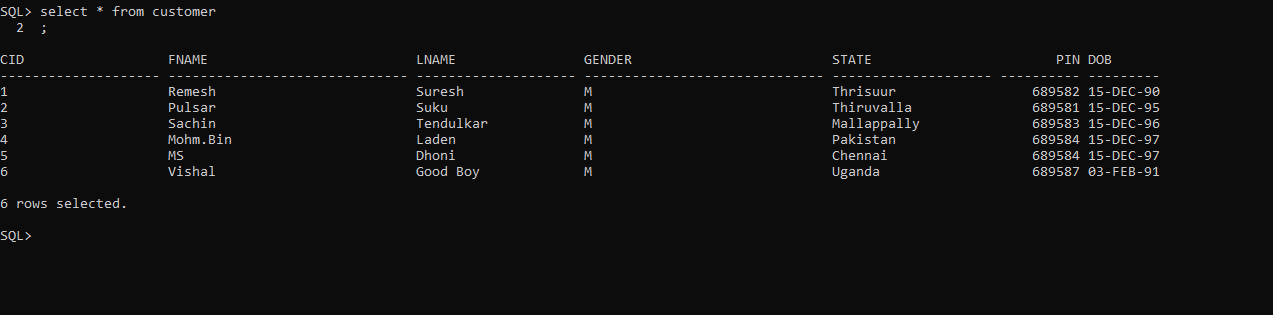 SQL> select * from customer
  2  ;
CID                  FNAME                          LNAME                GENDER                         STATE                       PIN DOB
-------------------- ------------------------------ -------------------- ------------------------------ -------------------- ---------- ---------
1                    Remesh                         Suresh               M                              Thrisuur                 689582 15-DEC-90
2                    Pulsar                         Suku                 M                              Thiruvalla               689581 15-DEC-95
3                    Sachin                         Tendulkar            M                              Mallappally              689583 15-DEC-96
4                    Mohm.Bin                       Laden                M                              Pakistan                 689584 15-DEC-97
5                    MS                             Dhoni                M                              Chennai                  689584 15-DEC-97
6                    Vishal                         Good Boy             M                              Uganda                   689587 03-FEB-91
6 rows selected.
SQL>